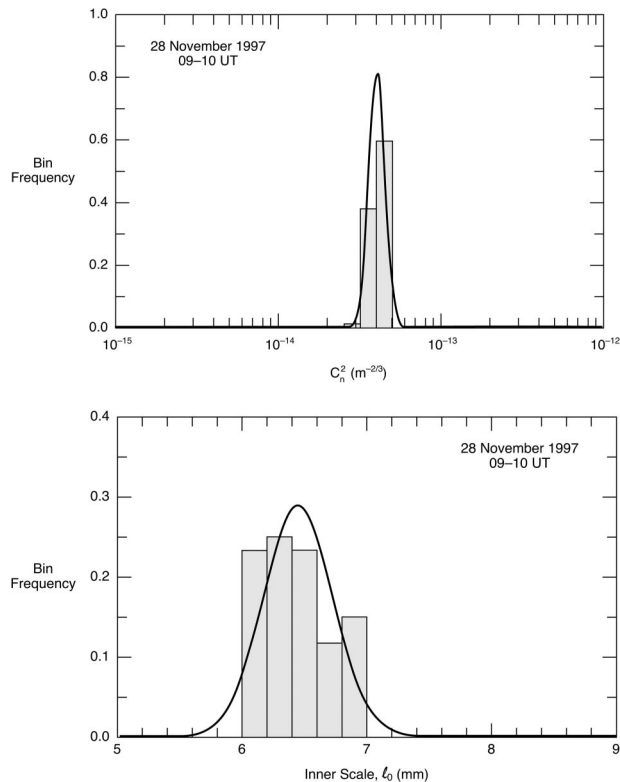 1.0
28 November 1997
09–10 UT
0.8
0.6
Bin
Frequency
0.4
0.2
0.0
10⁻¹⁵
10⁻¹⁴
10⁻¹³
10⁻¹²
Cₙ² (m⁻²ᐟ³)
0.4
28 November 1997
09–10 UT
0.3
Bin
Frequency
0.2
0.1
0.0
5
6
7
8
9
Inner Scale, ℓ₀ (mm)